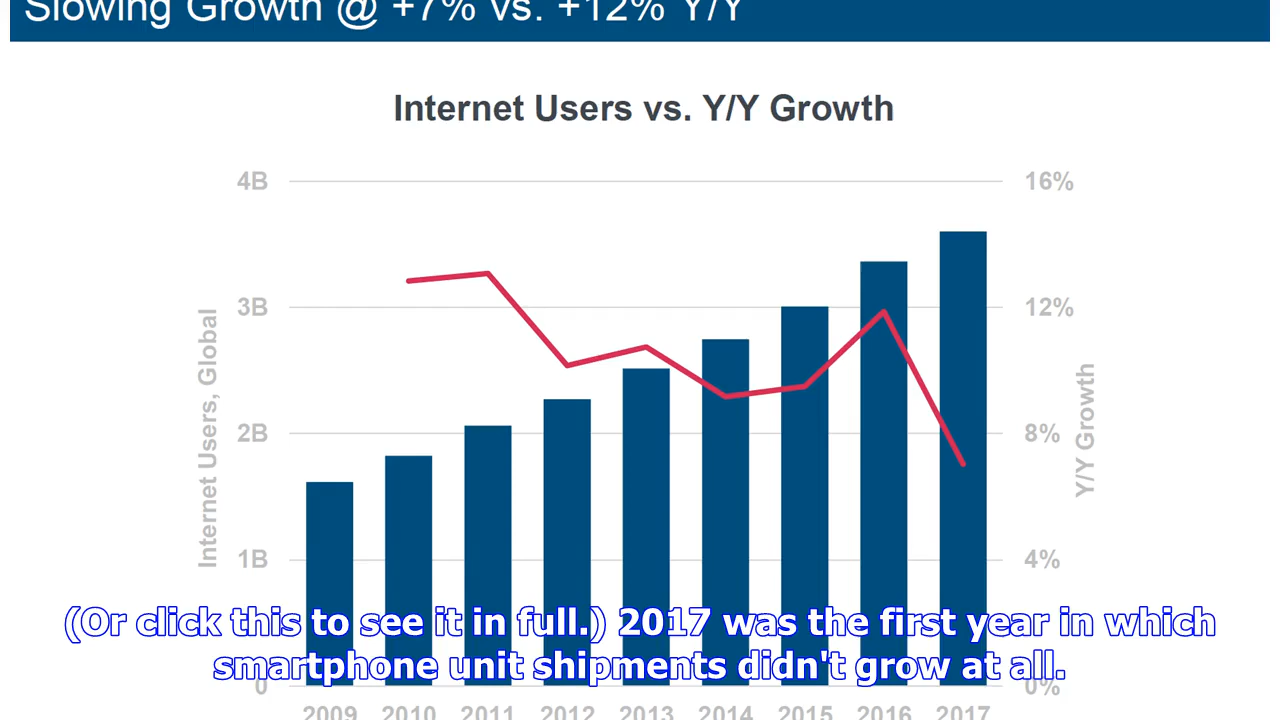 Slowing Growth @ +7% vs. +12% Y/Y
Internet Users vs. Y/Y Growth
4B
16%
3B
12%
Internet Users, Global
Y/Y Growth
2B
8%
1B
4%
(Or click this to see it in full.) 2017 was the first year in which
smartphone unit shipments didn't grow at all.
0
0%
2009 2010 2011 2012 2013 2014 2015 2016 2017